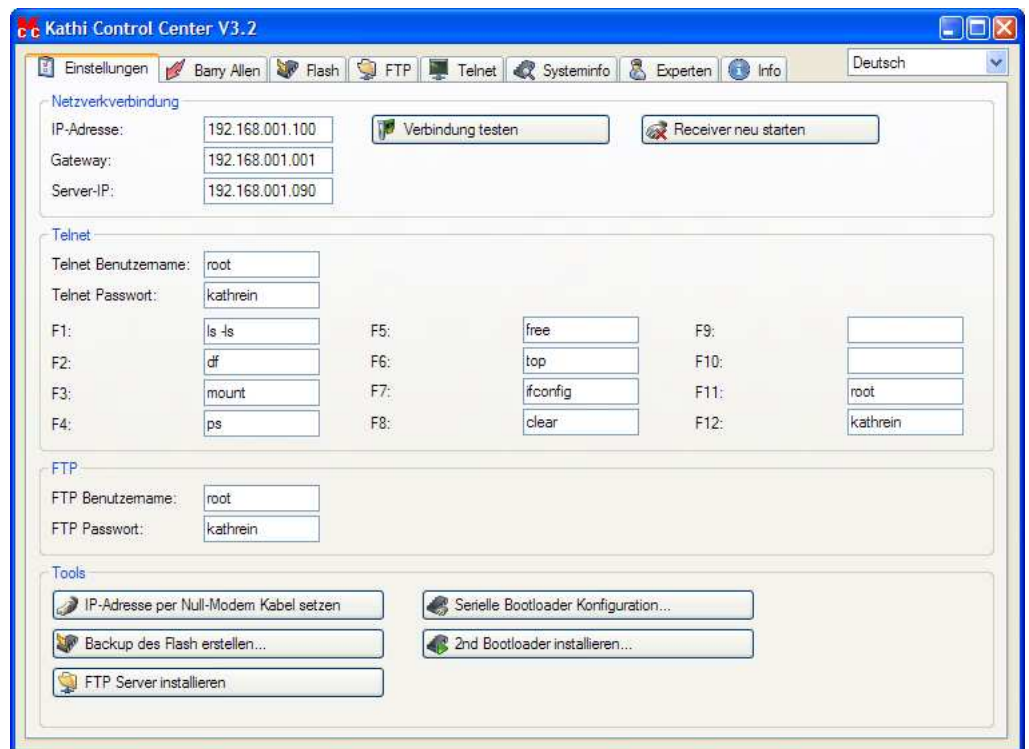 Kathi Control Center V3.2
Einstellungen Barry Allen Flash FTP Telnet Systeminfo Experten Info Deutsch
Netzverkverbindung
IP-Adresse: 192.168.001.100 Verbindung testen Receiver neu starten
Gateway: 192.168.001.001
Server-IP: 192.168.001.090
Telnet
Telnet Benutzername: root
Telnet Passwort: kathrein
F1: ls -ls F5: free F9:
F2: df F6: top F10:
F3: mount F7: ifconfig F11: root
F4: ps F8: clear F12: kathrein
FTP
FTP Benutzername: root
FTP Passwort: kathrein
Tools
IP-Adresse per Null-Modem Kabel setzen Serielle Bootloader Konfiguration...
Backup des Flash erstellen... 2nd Bootloader installieren...
FTP Server installieren